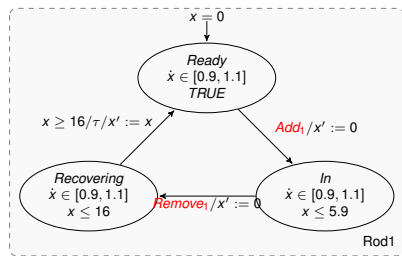 x = 0
Ready
ẋ ∈ [0.9, 1.1]
TRUE
x ≥ 16/τ/x′ := x
Add₁/x′ := 0
Recovering
ẋ ∈ [0.9, 1.1]
x ≤ 16
Remove₁/x′ := 0
In
ẋ ∈ [0.9, 1.1]
x ≤ 5.9
Rod1